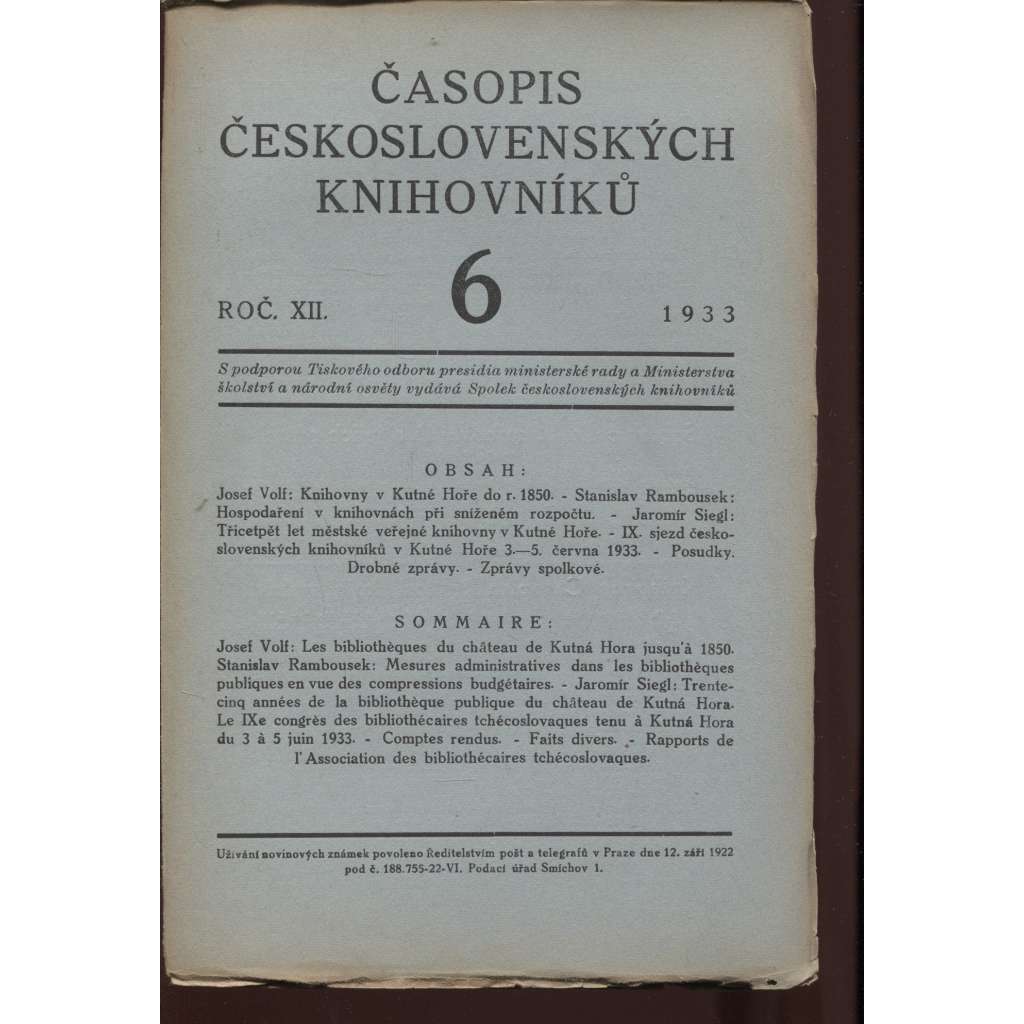 ČASOPIS
ČESKOSLOVENSKÝCH
KNIHOVNÍKŮ
ROČ. XII. 6 1933
S podporou Tiskového odboru presidia ministerské rady a Ministerstva
školství a národní osvěty vydává Spolek československých knihovníků
OBSAH:
Josef Volf: Knihovny v Kutné Hoře do r. 1850. - Stanislav Rambousek:
Hospodaření v knihovnách při sníženém rozpočtu. - Jaromír Siegl:
Třicetpět let městské veřejné knihovny v Kutné Hoře. - IX. sjezd česko-
slovenských knihovníků v Kutné Hoře 3.—5. června 1933. - Posudky.
Drobné zprávy. - Zprávy spolkové.
SOMMAIRE:
Josef Volf: Les bibliothèques du château de Kutná Hora jusqu'à 1850.
Stanislav Rambousek: Mesures administratives dans les bibliothèques
publiques en vue des compressions budgétaires. - Jaromír Siegl: Trente-
cinq années de la bibliothèque publique du château de Kutná Hora.
Le IXe congrès des bibliothécaires tchécoslovaques tenu à Kutná Hora
du 3 à 5 juin 1933. - Comptes rendus. - Faits divers. - Rapports de
l'Association des bibliothécaires tchécoslovaques.
Užívání novinových známek povoleno Ředitelstvím pošt a telegrafů v Praze dne 12. září 1922
pod č. 188.755-22-VI. Podací úřad Smíchov 1.